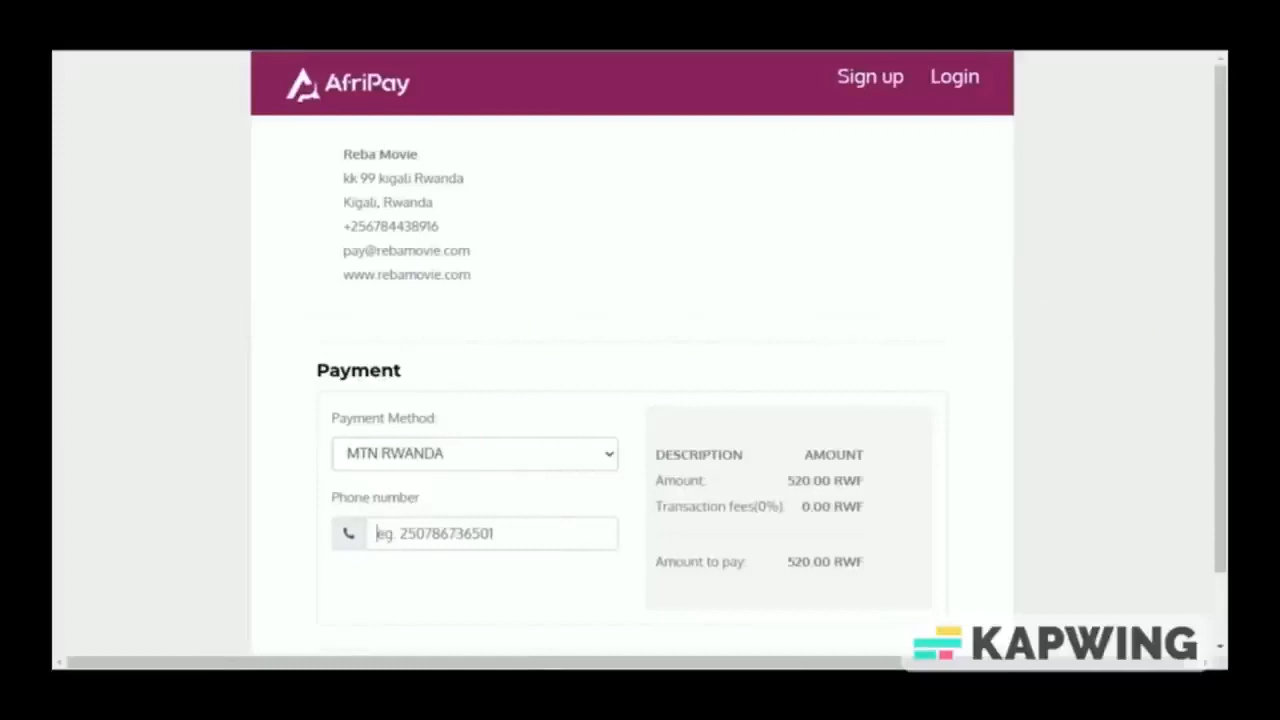 AfriPay
Sign up Login
Reba Movie
kk 99 kigali Rwanda
Kigali, Rwanda
+256784438916
pay@rebamovie.com
www.rebamovie.com
Payment
Payment Method:
MTN RWANDA
Phone number
eg. 250786736501
DESCRIPTION AMOUNT
Amount: 520.00 RWF
Transaction fees(0%): 0.00 RWF
Amount to pay: 520.00 RWF
KAPWING